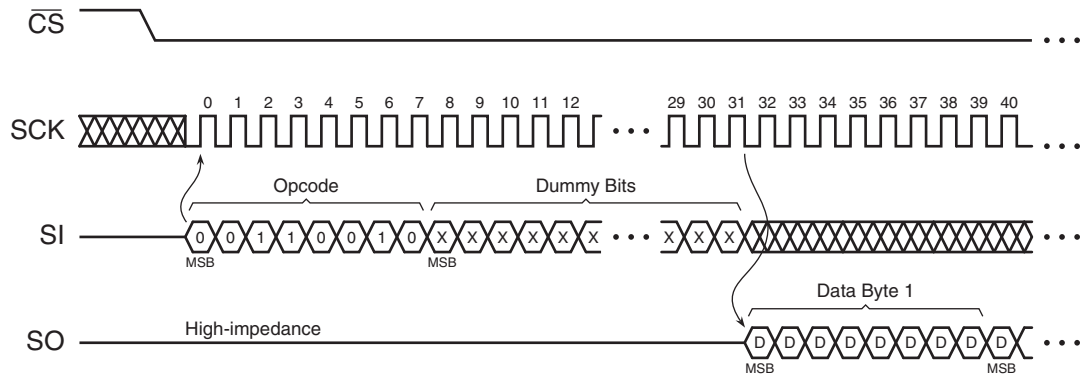 CS
0 1 2 3 4 5 6 7 8 9 10 11 12 29 30 31 32 33 34 35 36 37 38 39 40
SCK
Opcode Dummy Bits
SI 0 0 1 1 0 0 1 0 X X X X X X X X X
MSB MSB
Data Byte 1
High-impedance
SO D D D D D D D D D
MSB MSB